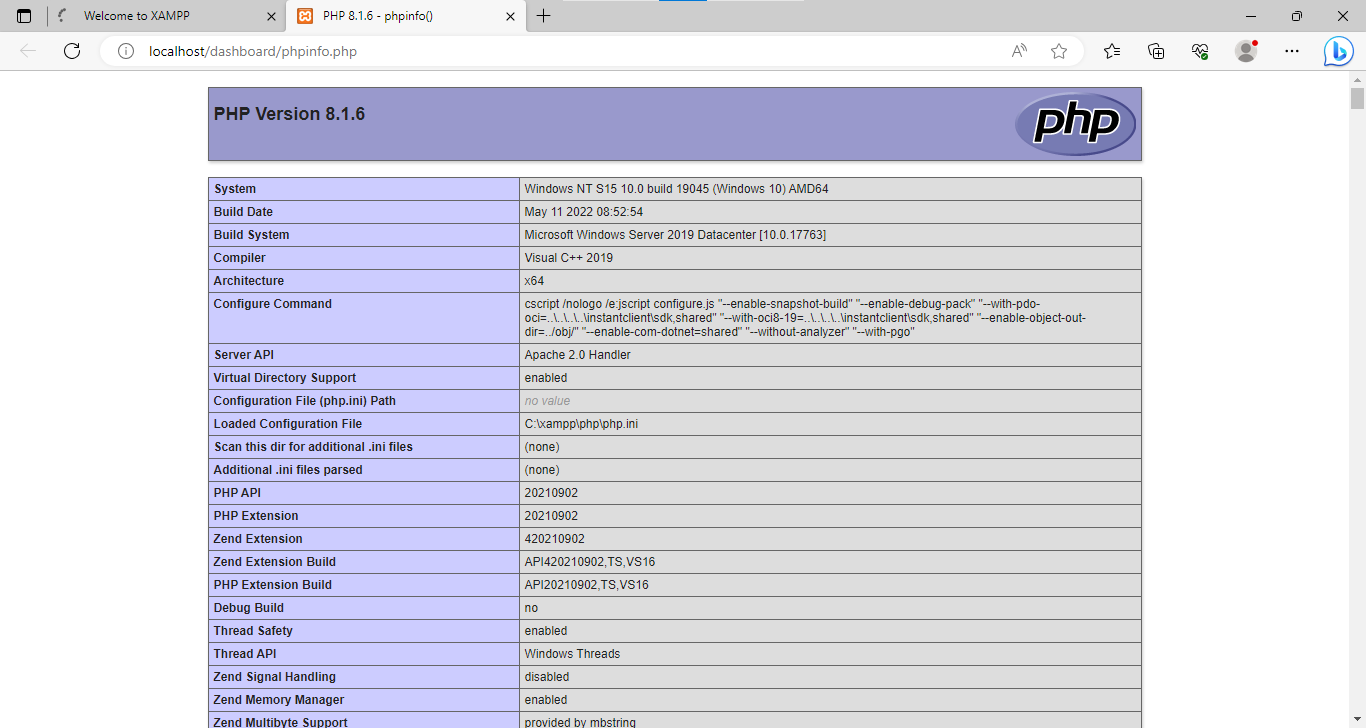 Welcome to XAMPP
PHP 8.1.6 - phpinfo()
localhost/dashboard/phpinfo.php
PHP Version 8.1.6
php
System Windows NT S15 10.0 build 19045 (Windows 10) AMD64
Build Date May 11 2022 08:52:54
Build System Microsoft Windows Server 2019 Datacenter [10.0.17763]
Compiler Visual C++ 2019
Architecture x64
Configure Command cscript /nologo /e:jscript configure.js "--enable-snapshot-build" "--enable-debug-pack" "--with-pdo-
oci=..\..\..\..\instantclient\sdk,shared" "--with-oci8-19=..\..\..\..\instantclient\sdk,shared" "--enable-object-out-
dir=../obj/" "--enable-com-dotnet=shared" "--without-analyzer" "--with-pgo"
Server API Apache 2.0 Handler
Virtual Directory Support enabled
Configuration File (php.ini) Path no value
Loaded Configuration File C:\xampp\php\php.ini
Scan this dir for additional .ini files (none)
Additional .ini files parsed (none)
PHP API 20210902
PHP Extension 20210902
Zend Extension 420210902
Zend Extension Build API420210902,TS,VS16
PHP Extension Build API20210902,TS,VS16
Debug Build no
Thread Safety enabled
Thread API Windows Threads
Zend Signal Handling disabled
Zend Memory Manager enabled
Zend Multibyte Support provided by mbstring